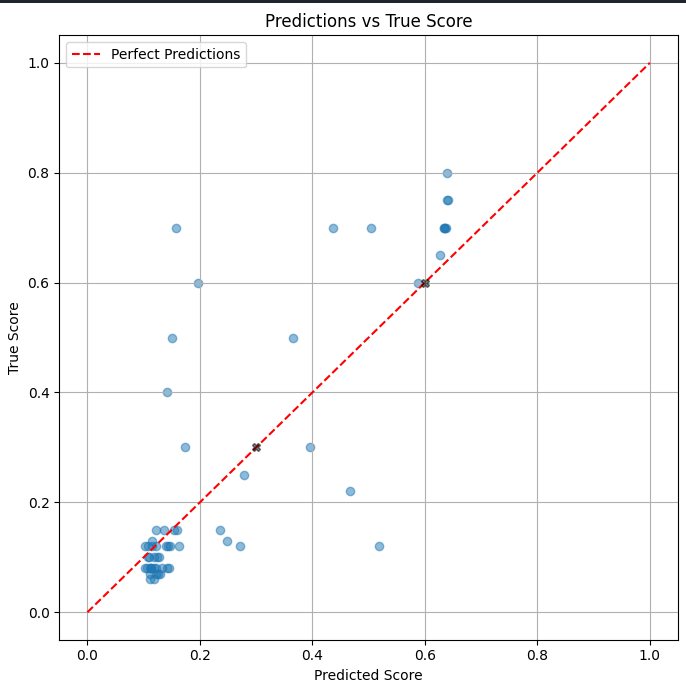 Predictions vs True Score
Perfect Predictions
1.0
0.8
0.6
0.4
0.2
0.0
True Score
0.0 0.2 0.4 0.6 0.8 1.0
Predicted Score